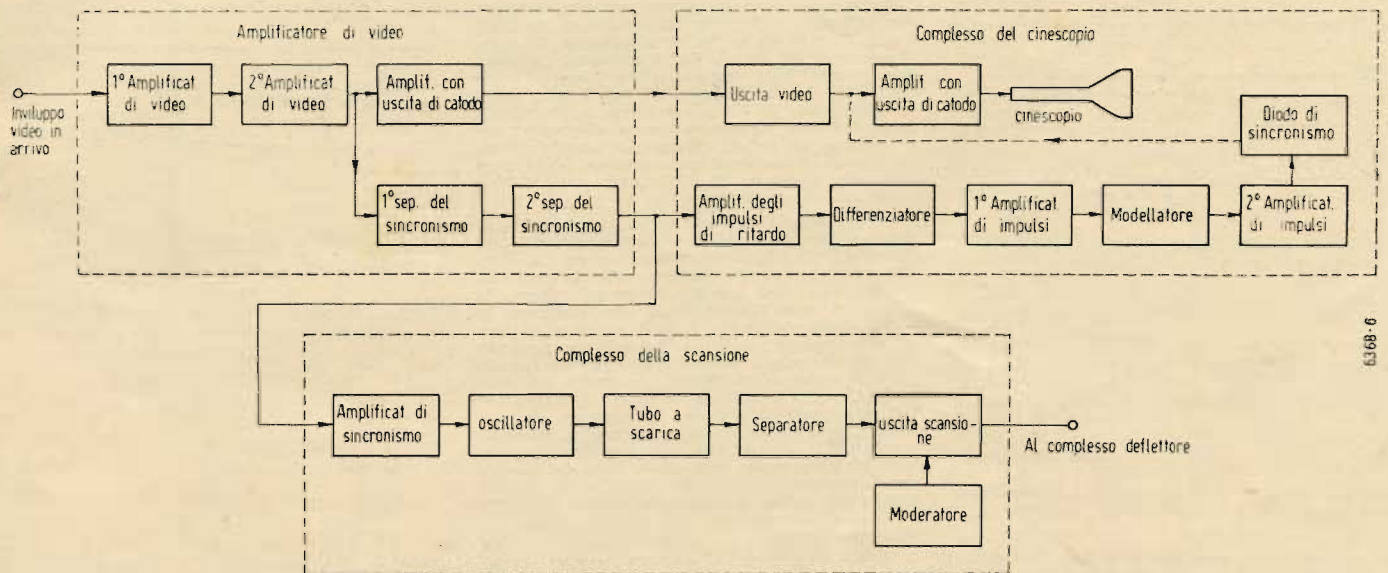 Amplificatore di video
Inviluppo
video in
arrivo
1° Amplificat
di video
2° Amplificat
di video
Amplif. con
uscita di catodo
1° sep. del
sincronismo
2° sep. del
sincronismo
Complesso del cinescopio
Uscita video
Amplif. con
uscita di catodo
cinescopio
Diodo di
sincronismo
Amplif. degli
impulsi
di ritardo
Differenziatore
1° Amplificat
di impulsi
Modellatore
2° Amplificat.
di impulsi
Complesso della scansione
Amplificat di
sincronismo
oscillatore
Tubo a
scarica
Separatore
uscita scansio-
ne
Moderatore
Al complesso deflettore
6368-6